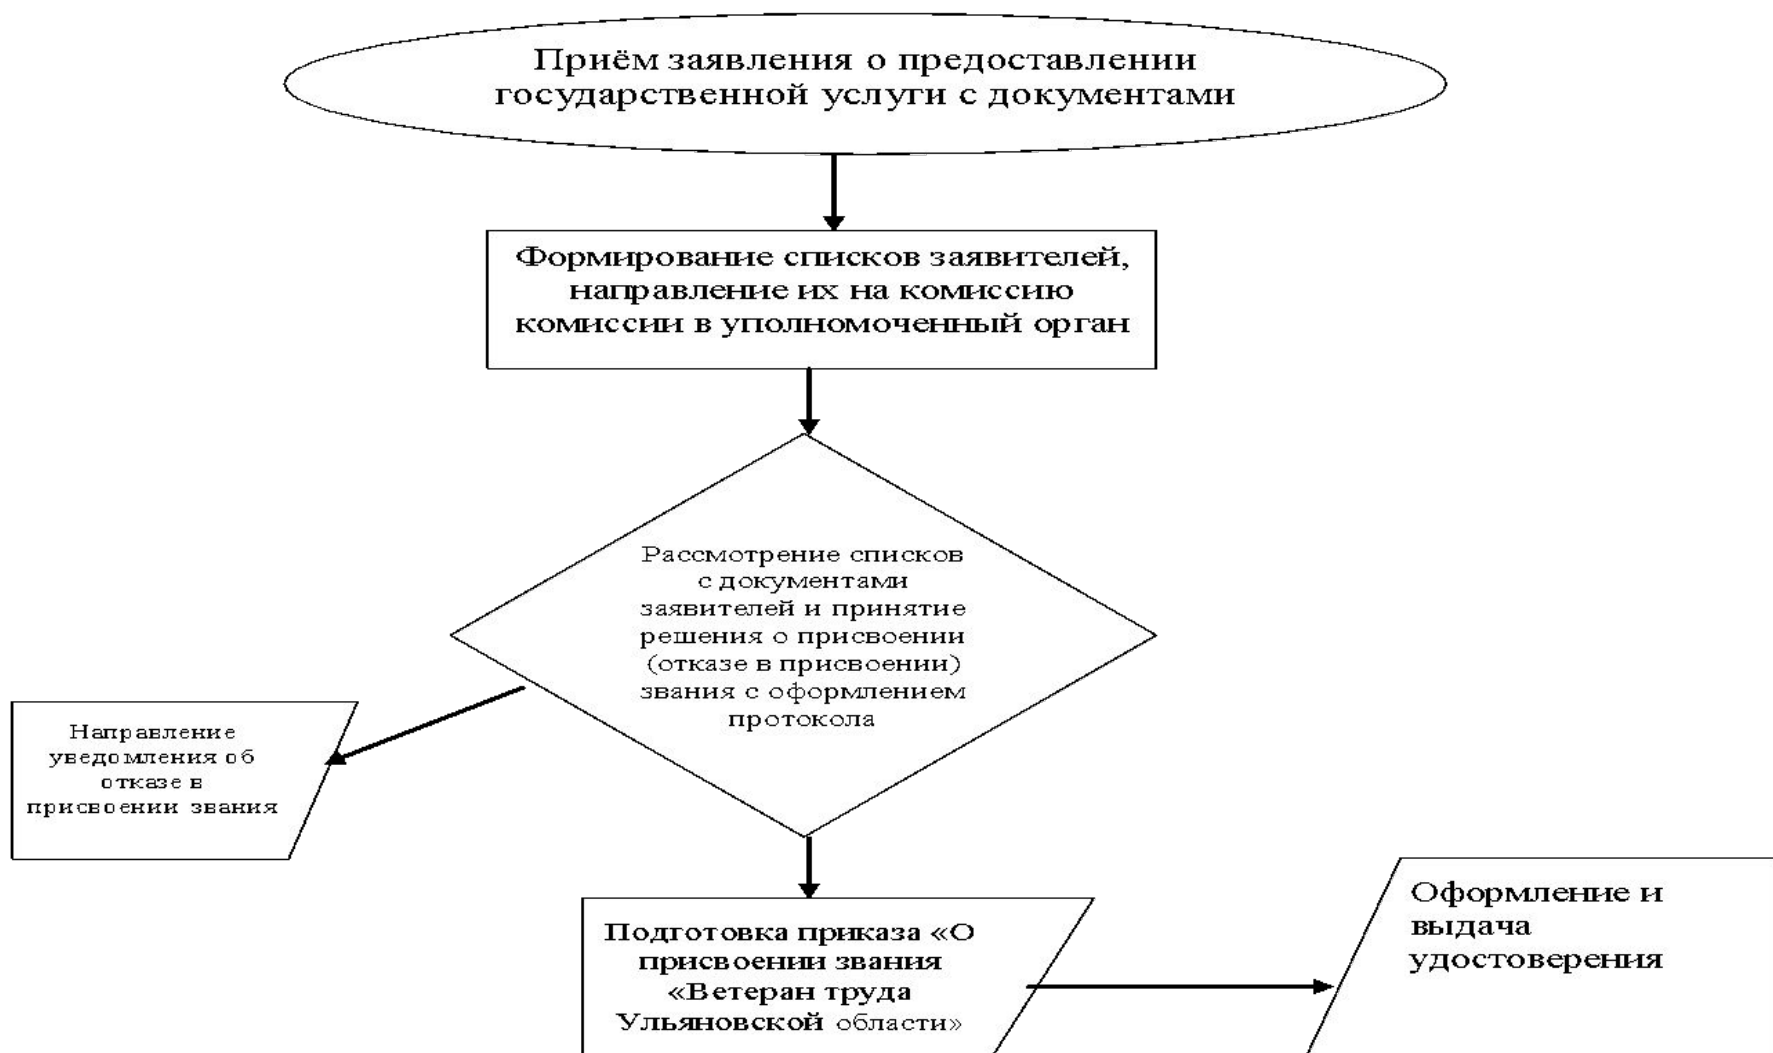 Приём заявления о предоставлении
государственной услуги с документами
Формирование списков заявителей,
направление их на комиссию
комиссии в уполномоченный орган
Рассмотрение списков
с документами
заявителей и принятие
решения о присвоении
(отказе в присвоении)
звания с оформлением
протокола
Направление
уведомления об
отказе в
присвоении звания
Подготовка приказа «О
присвоении звания
«Ветеран труда
Ульяновской области»
Оформление и
выдача
удостоверения